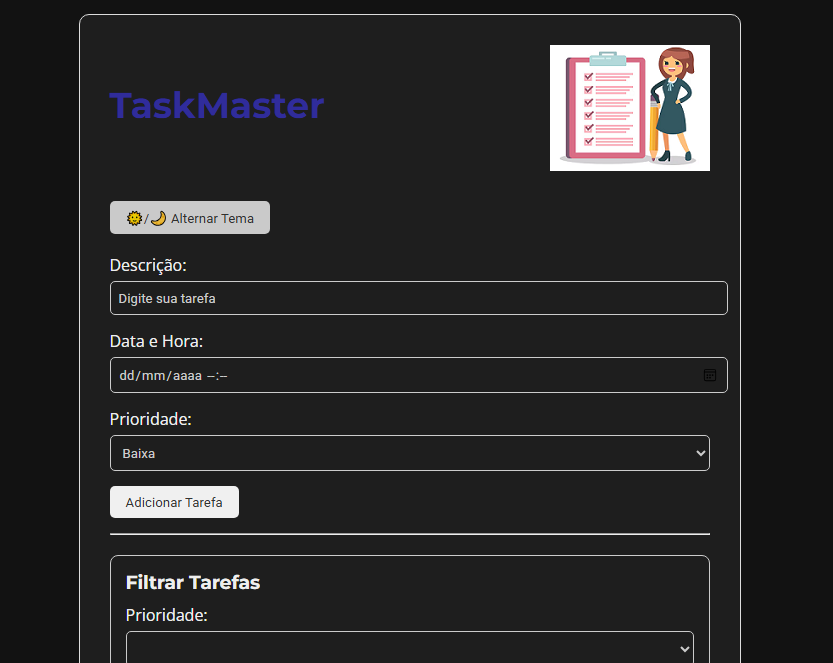 TaskMaster
🌞/🌙 Alternar Tema
Descrição:
Digite sua tarefa
Data e Hora:
dd/mm/aaaa --:--
Prioridade:
Baixa
Adicionar Tarefa
Filtrar Tarefas
Prioridade: